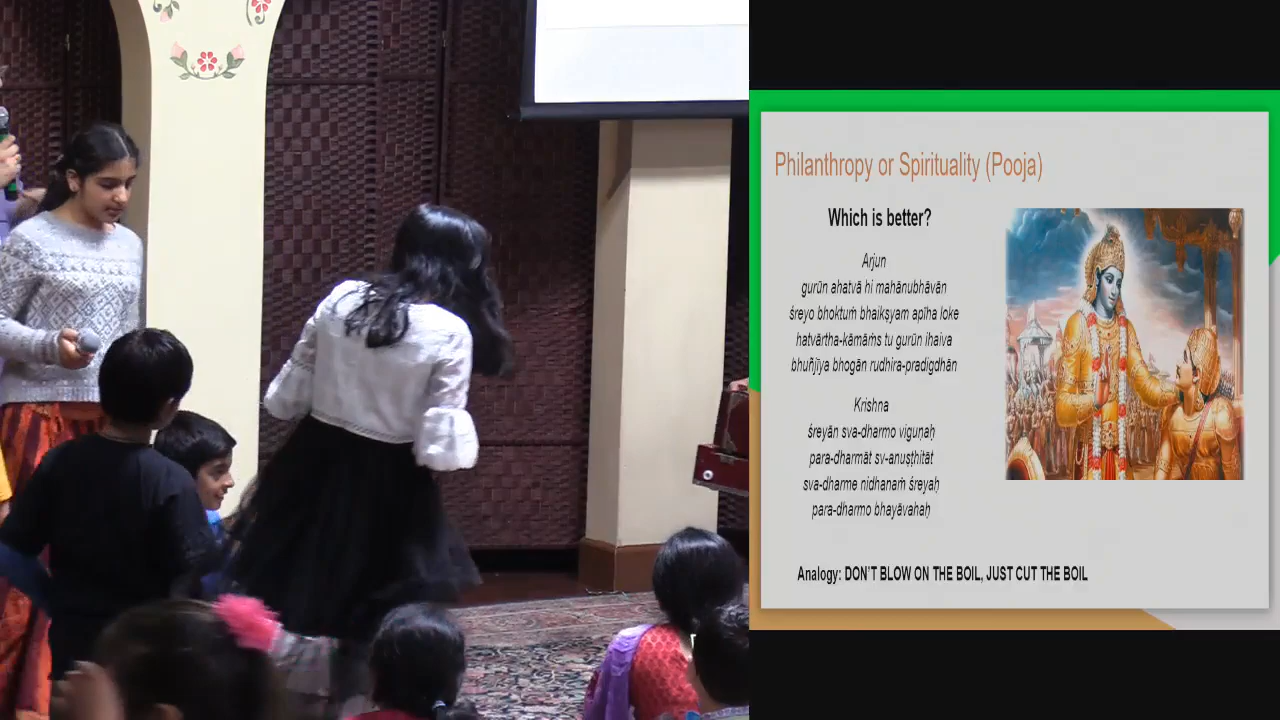 Philanthropy or Spirituality (Pooja)
Which is better?
Arjun
gurūn ahatvā hi mahānubhāvān
śreyo bhoktuṁ bhaikṣyam apīha loke
hatvārtha-kāmāṁs tu gurūn ihaiva
bhuñjīya bhogān rudhira-pradigdhān
Krishna
śreyān sva-dharmo viguṇaḥ
para-dharmāt sv-anuṣṭhitāt
sva-dharme nidhanaṁ śreyaḥ
para-dharmo bhayāvahaḥ
Analogy: DON'T BLOW ON THE BOIL, JUST CUT THE BOIL